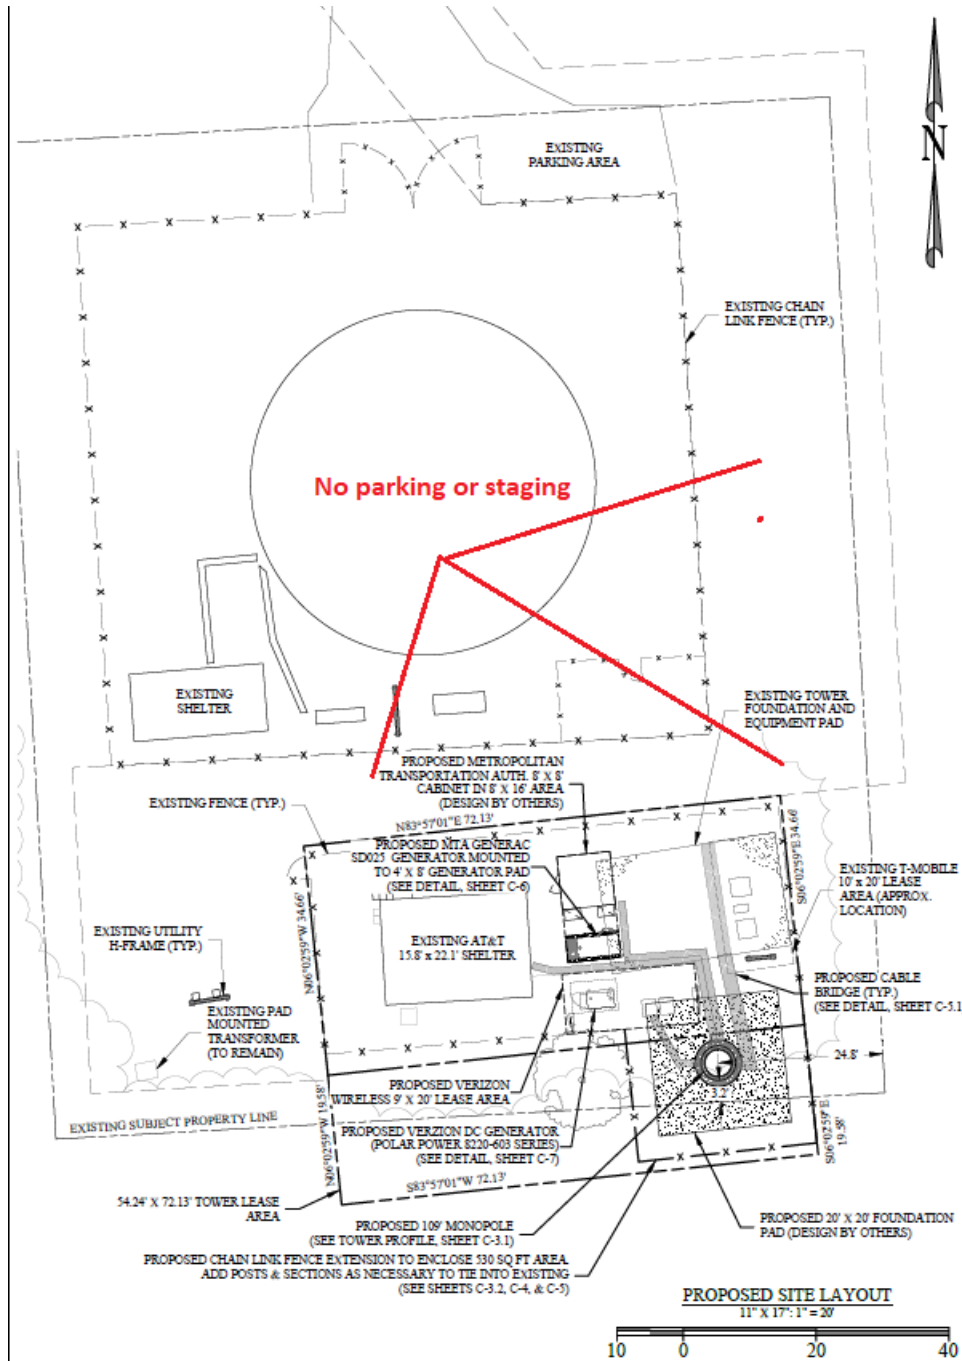 EXISTING
PARKING AREA
N
EXISTING CHAIN
LINK FENCE (TYP.)
No parking or staging
EXISTING
SHELTER
EXISTING TOWER
FOUNDATION AND
EQUIPMENT PAD
PROPOSED METROPOLITAN
TRANSPORTATION AUTH. 8' X 8'
CABINET IN 8' X 16' AREA
(DESIGN BY OTHERS)
EXISTING FENCE (TYP.)
N83°57'01"E 72.13'
PROPOSED MTA GENERAC
SD025 GENERATOR MOUNTED
TO 4' X 8' GENERATOR PAD
(SEE DETAIL, SHEET C-6)
S06°02'59"E 34.66'
EXISTING T-MOBILE
10' x 20' LEASE
AREA (APPROX.
LOCATION)
N06°02'59"W 34.66'
EXISTING AT&T
15.8' x 22.1' SHELTER
EXISTING UTILITY
H-FRAME (TYP.)
PROPOSED CABLE
BRIDGE (TYP.)
(SEE DETAIL, SHEET C-5.1
EXISTING PAD
MOUNTED
TRANSFORMER
(TO REMAIN)
24.8'
3.2'
PROPOSED VERIZON
WIRELESS 9' X 20' LEASE AREA
EXISTING SUBJECT PROPERTY LINE
N06°02'59"W 19.58'
PROPOSED VERZION DC GENERATOR
(POLAR POWER 8220-603 SERIES)
(SEE DETAIL, SHEET C-7)
S06°02'59"E
19.58'
S83°57'01"W 72.13'
54.24' X 72.13' TOWER LEASE
AREA
PROPOSED 109' MONOPOLE
(SEE TOWER PROFILE, SHEET C-3.1)
PROPOSED 20' X 20' FOUNDATION
PAD (DESIGN BY OTHERS)
PROPOSED CHAIN LINK FENCE EXTENSION TO ENCLOSE 530 SQ FT AREA.
ADD POSTS & SECTIONS AS NECESSARY TO TIE INTO EXISTING
(SEE SHEETS C-3.2, C-4, & C-5)
PROPOSED SITE LAYOUT
11" X 17": 1" = 20'
10 0 20 40